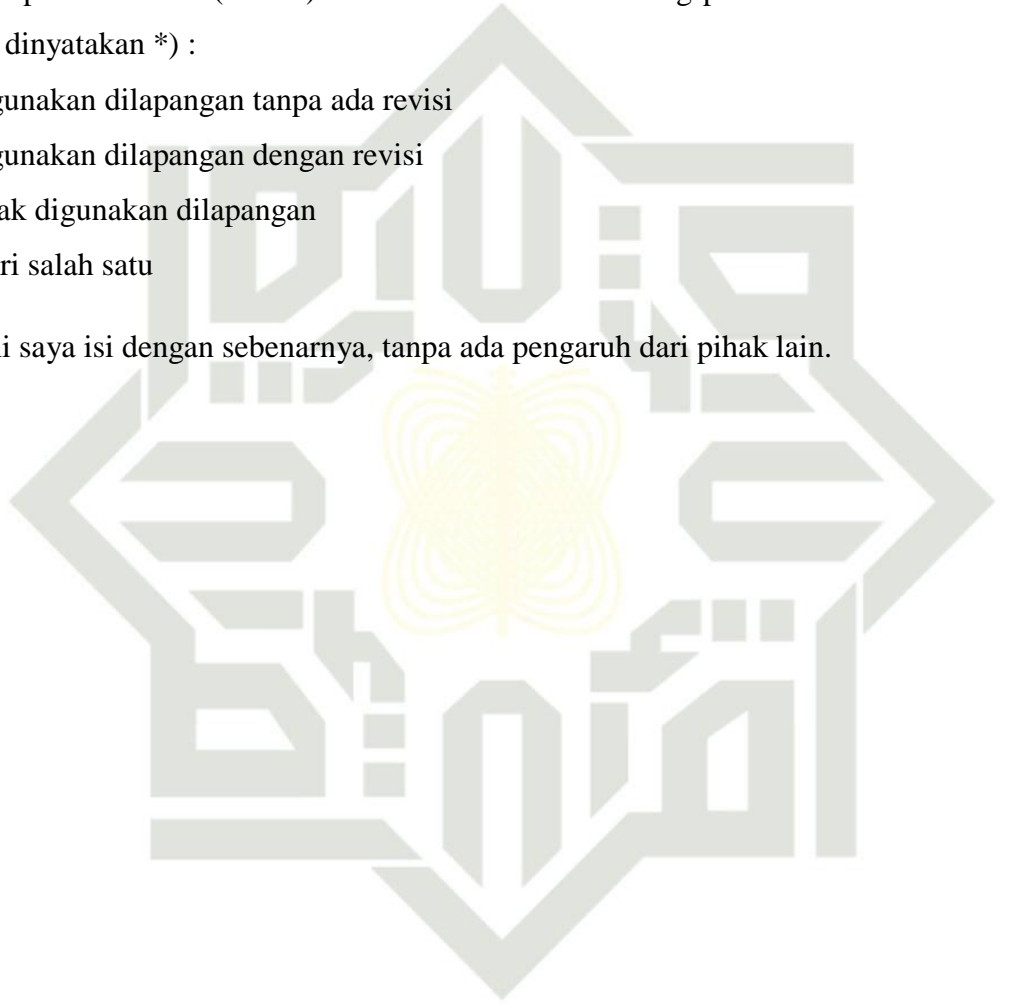 dinyatakan *) :
gunakan dilapangan tanpa ada revisi
gunakan dilapangan dengan revisi
ak digunakan dilapangan
ri salah satu
i saya isi dengan sebenarnya, tanpa ada pengaruh dari pihak lain.